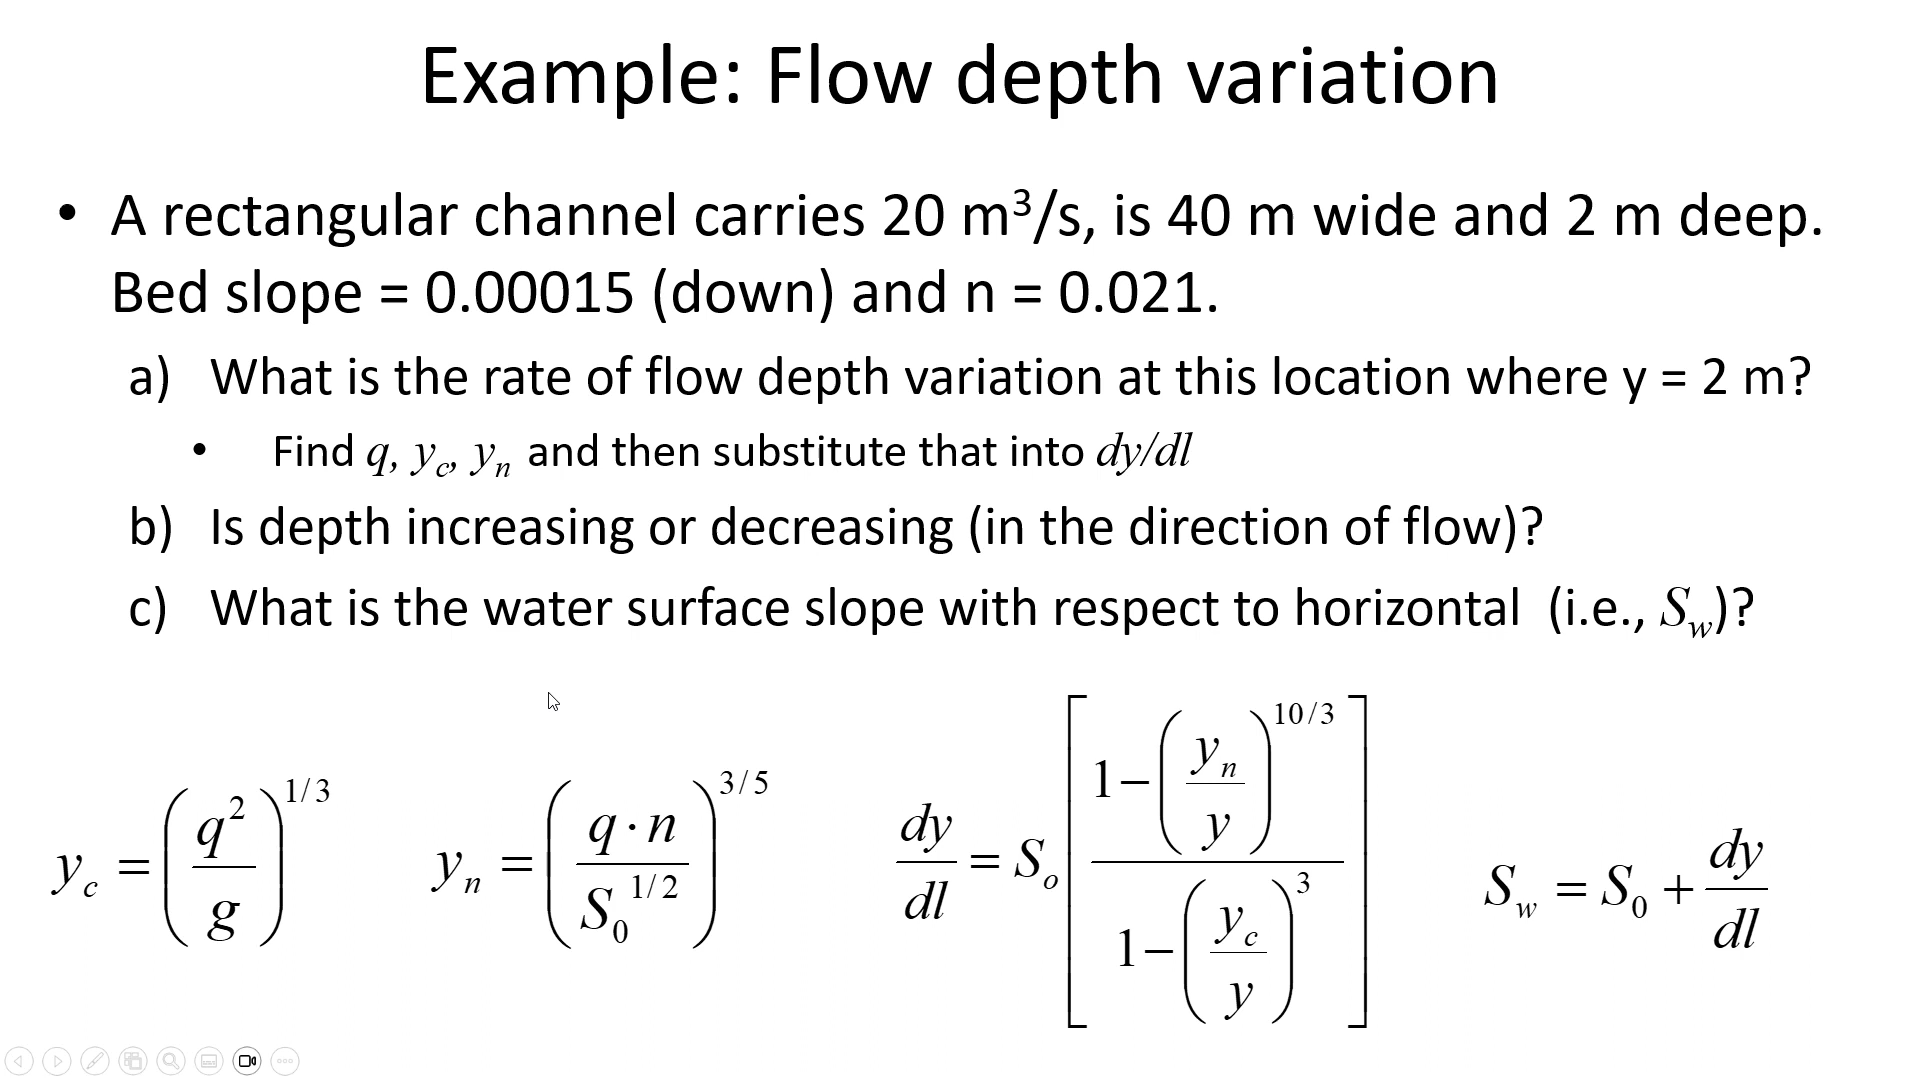 Example: Flow depth variation
• A rectangular channel carries 20 m³/s, is 40 m wide and 2 m deep.
Bed slope = 0.00015 (down) and n = 0.021.
a) What is the rate of flow depth variation at this location where y = 2 m?
• Find q, y_c, y_n and then substitute that into dy/dl
b) Is depth increasing or decreasing (in the direction of flow)?
c) What is the water surface slope with respect to horizontal (i.e., S_w)?
y_c = (q²/g)^{1/3}
y_n = (q · n / S_0^{1/2})^{3/5}
dy/dl = S_o [(1 − (y_n/y)^{10/3}) / (1 − (y_c/y)^3)]
S_w = S_0 + dy/dl